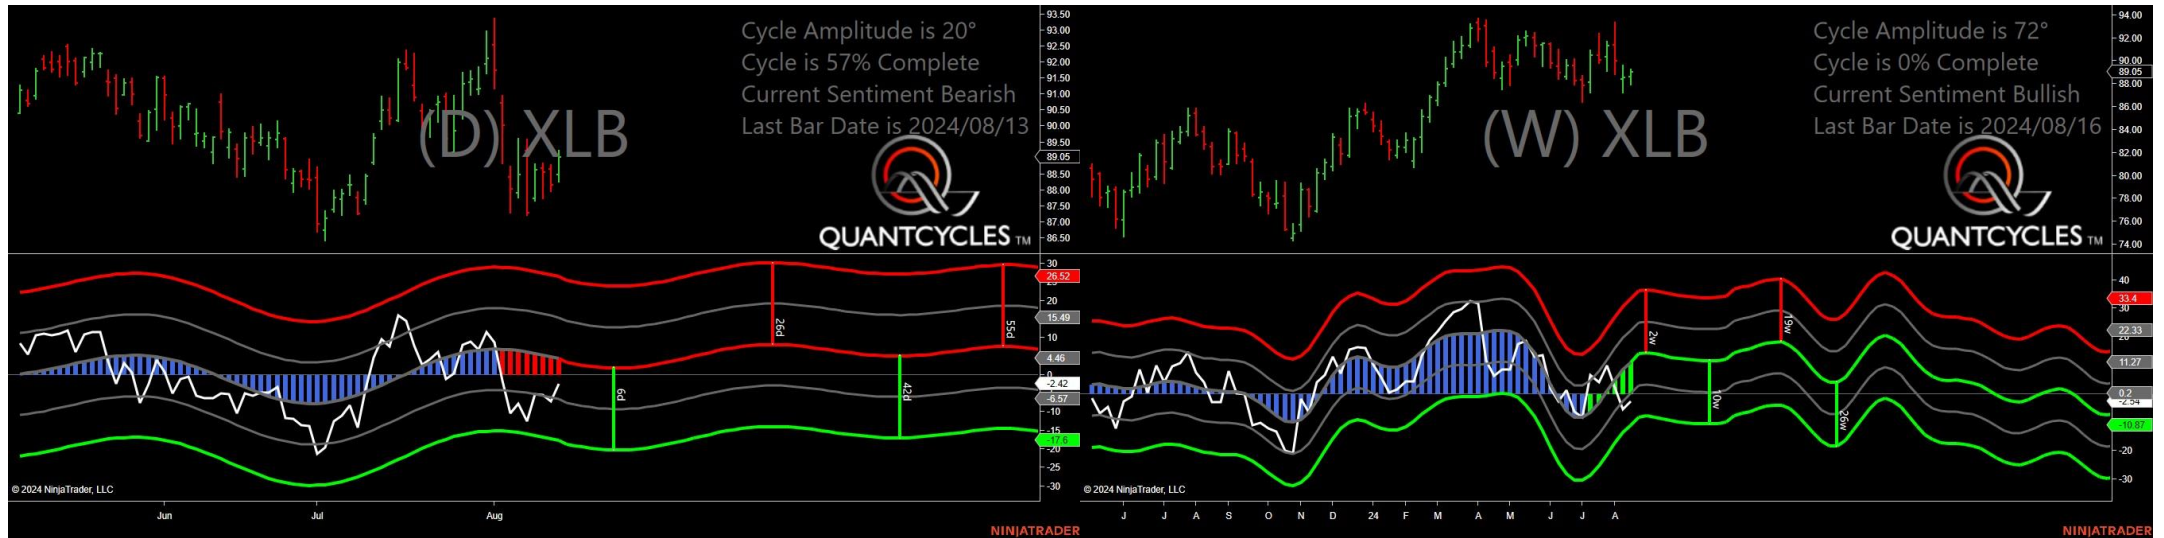 Cycle Amplitude is 20°
Cycle is 57% Complete
Current Sentiment Bearish
Last Bar Date is 2024/08/13
(D) XLB
QUANTCYCLES TM
93.50
93.00
92.50
92.00
91.50
91.00
90.50
90.00
89.50
89.05
88.50
88.00
87.50
87.00
86.50
30
26.52
20
15.49
10
4.46
0
-2.42
-6.57
-10
-15
-17.6
-20
-25
-30
26d
55d
6d
42d
© 2024 NinjaTrader, LLC
Jun
Jul
Aug
NINJATRADER
Cycle Amplitude is 72°
Cycle is 0% Complete
Current Sentiment Bullish
Last Bar Date is 2024/08/16
(W) XLB
QUANTCYCLES TM
94.00
92.00
90.00
89.05
88.00
86.00
84.00
82.00
80.00
78.00
76.00
74.00
40
33.4
22.33
20
11.27
0.2
-2.54
-10.87
-20
-30
2w
19w
10w
26w
© 2024 NinjaTrader, LLC
J J A S O N D 24 F M A M J J A
NINJATRADER